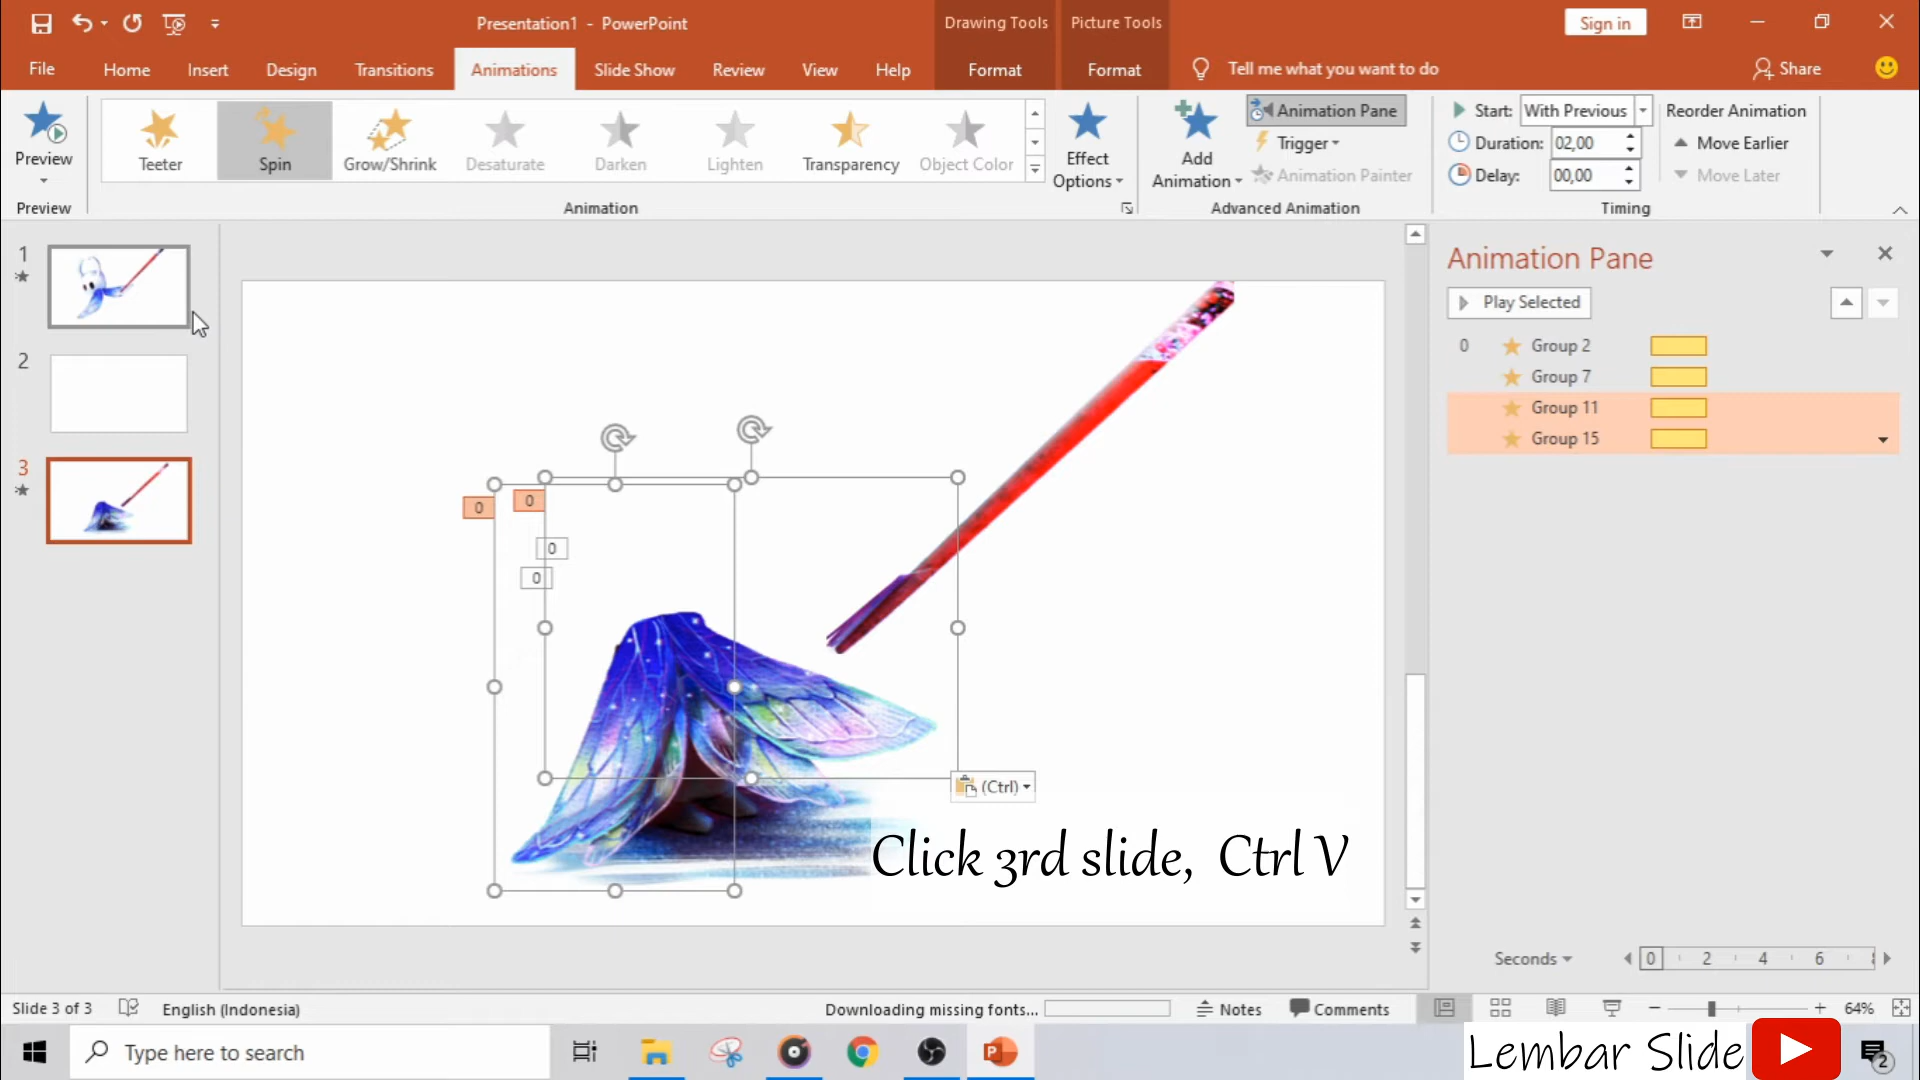 Presentation1 - PowerPoint
Drawing Tools
Picture Tools
Sign in
File
Home
Insert
Design
Transitions
Animations
Slide Show
Review
View
Help
Format
Format
Tell me what you want to do
Share
Preview
Teeter
Spin
Grow/Shrink
Desaturate
Darken
Lighten
Transparency
Object Color
Effect
Options
Add
Animation
Animation Pane
Trigger
Animation Painter
Start: With Previous
Duration: 02,00
Delay: 00,00
Reorder Animation
Move Earlier
Move Later
Preview
Animation
Advanced Animation
Timing
1
2
3
0
0
0
0
(Ctrl)
Click 3rd slide, Ctrl V
Animation Pane
Play Selected
0 Group 2
Group 7
Group 11
Group 15
Seconds
0 2 4 6
Slide 3 of 3
English (Indonesia)
Downloading missing fonts...
Notes
Comments
64%
Type here to search
Lembar Slide
2